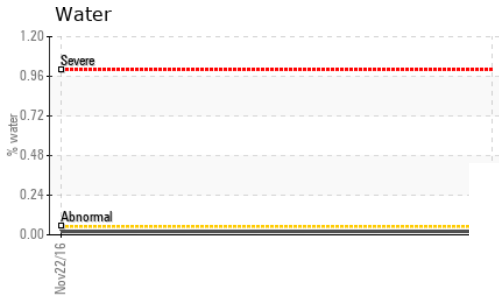 Water
1.20
Severe
0.96
0.72
% water
0.48
0.24
Abnormal
0.00
Nov22/16